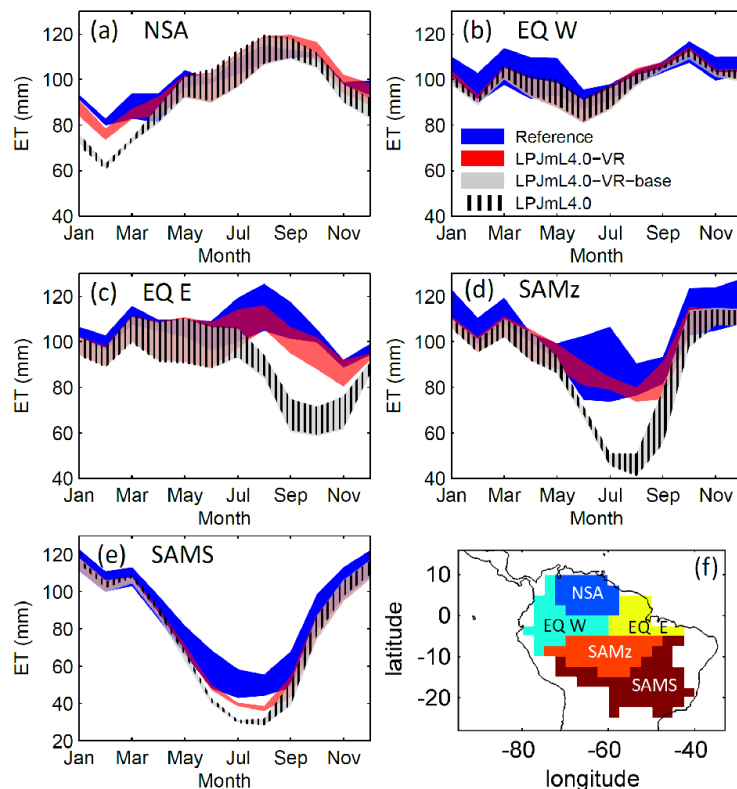 (a) NSA
120
100
80
60
40
ET (mm)
Jan Mar May Jul Sep Nov
Month
(b) EQ W
120
100
80
60
40
ET (mm)
Reference
LPJmL4.0-VR
LPJmL4.0-VR-base
LPJmL4.0
Jan Mar May Jul Sep Nov
Month
(c) EQ E
120
100
80
60
40
ET (mm)
Jan Mar May Jul Sep Nov
Month
(d) SAMz
120
100
80
60
40
ET (mm)
Jan Mar May Jul Sep Nov
Month
(e) SAMS
120
100
80
60
40
20
ET (mm)
Jan Mar May Jul Sep Nov
Month
(f)
10
0
-10
-20
latitude
NSA
EQ W
EQ E
SAMz
SAMS
-80 -60 -40
longitude